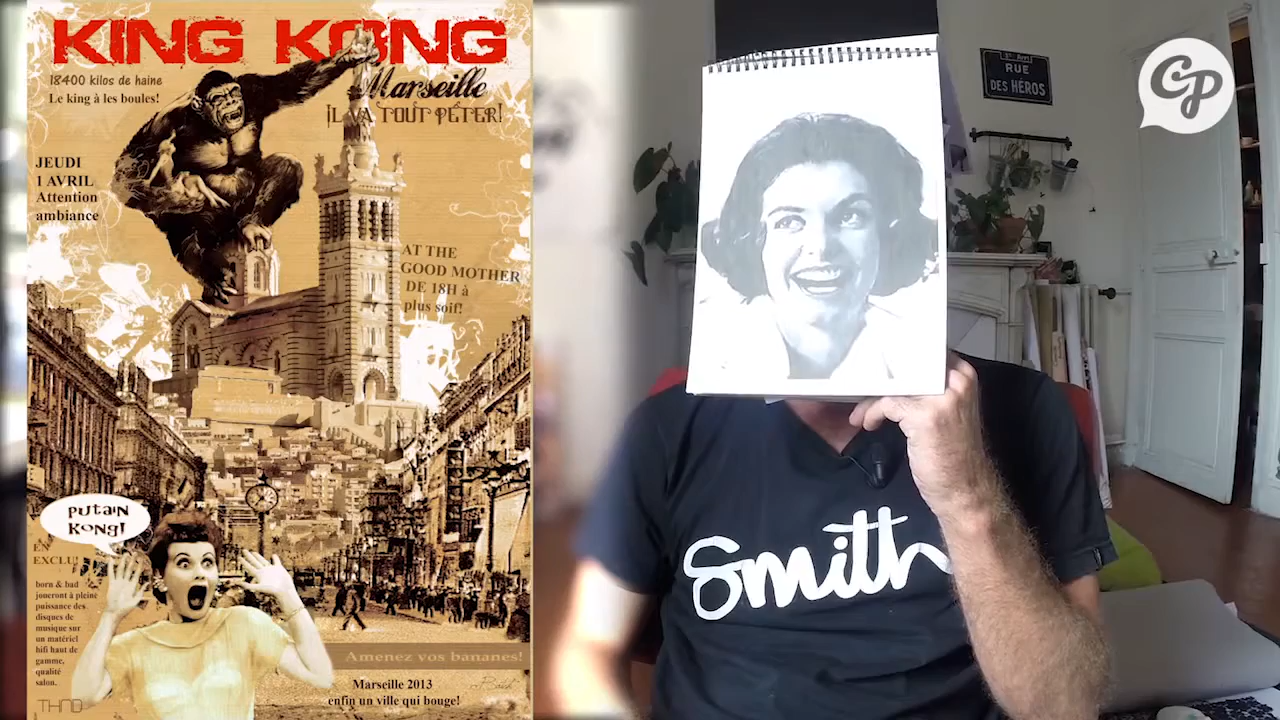 KING KONG
18400 kilos de haine
Le king à les boules!
Marseille
IL VA TOUT PÉTER!
JEUDI
1 AVRIL
Attention
ambiance
AT THE
GOOD MOTHER
DE 18H à
plus soif!
PUTAIN
KONG!
EN
EXCLU!
born & bad
joueront à pleine
puissance des
disques de
musique sur
un matériel
hifi haut de
gamme,
qualité
salon.
THND
Amenez vos bananes!
Marseille 2013
enfin un ville qui bouge!
1er Arrt
RUE
DES HÉROS
CP
Smith